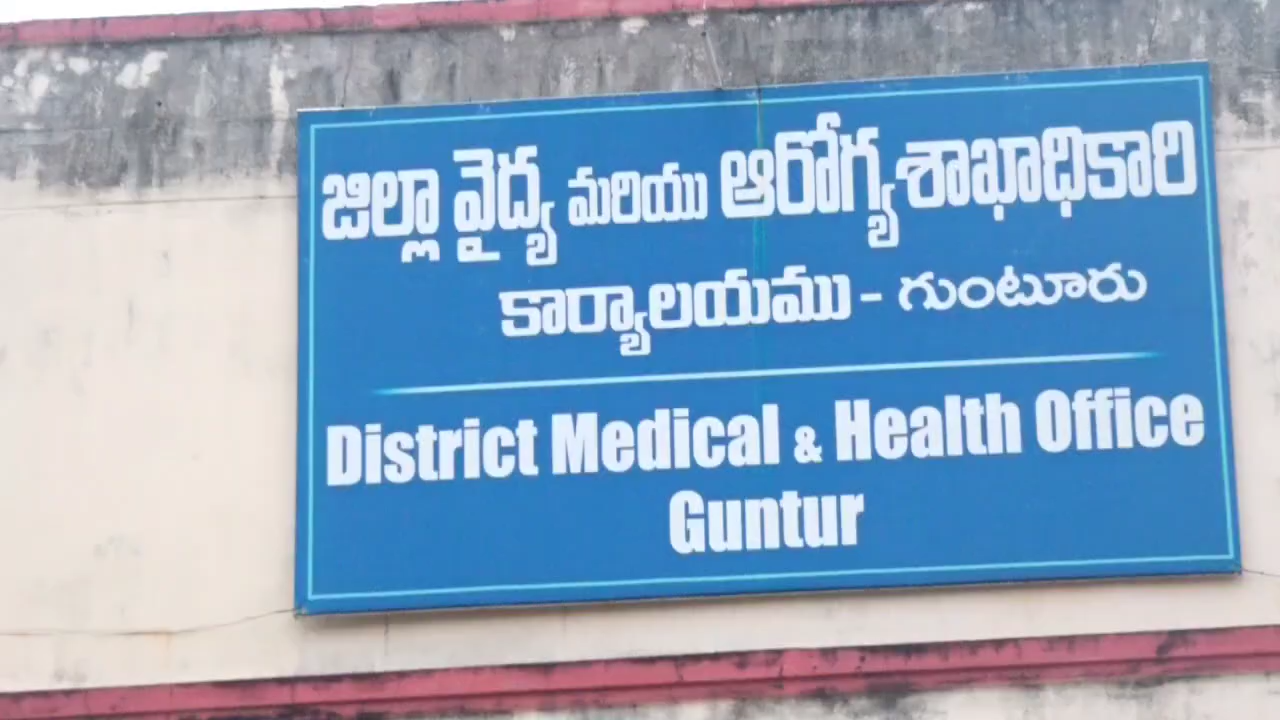 జిల్లా వైద్య మరియు ఆరోగ్యశాఖాధికారి
కార్యాలయము - గుంటూరు
District Medical & Health Office
Guntur